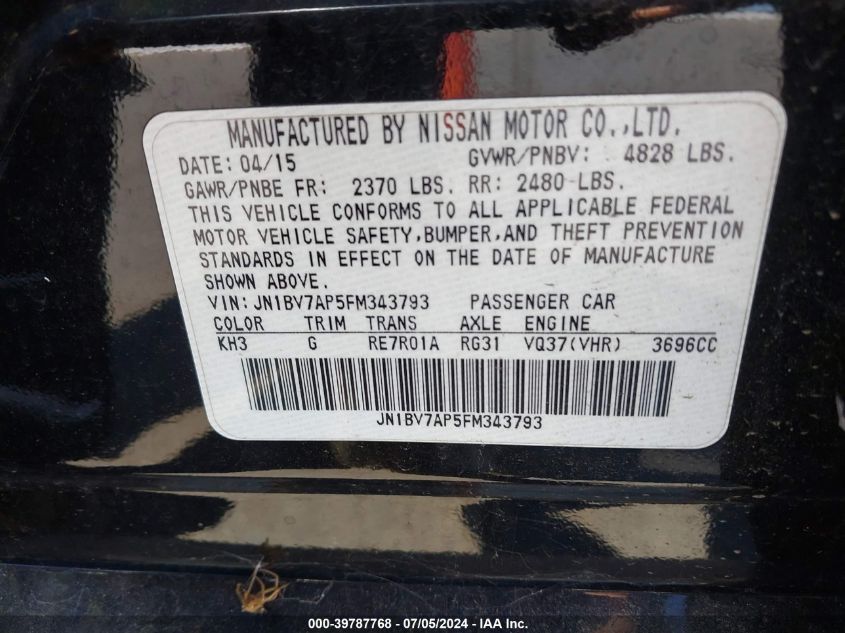 MANUFACTURED BY NISSAN MOTOR CO.,LTD.
DATE: 04/15 GVWR/PNBV: 4828 LBS.
GAWR/PNBE FR: 2370 LBS. RR: 2480 LBS.
THIS VEHICLE CONFORMS TO ALL APPLICABLE FEDERAL
MOTOR VEHICLE SAFETY,BUMPER,AND THEFT PREVENTION
STANDARDS IN EFFECT ON THE DATE OF MANUFACTURE
SHOWN ABOVE.
VIN: JN1BV7AP5FM343793 PASSENGER CAR
COLOR TRIM TRANS AXLE ENGINE
KH3 G RE7R01A RG31 VQ37(VHR) 3696CC
JN1BV7AP5FM343793
000-39787768 - 07/05/2024 - IAA Inc.